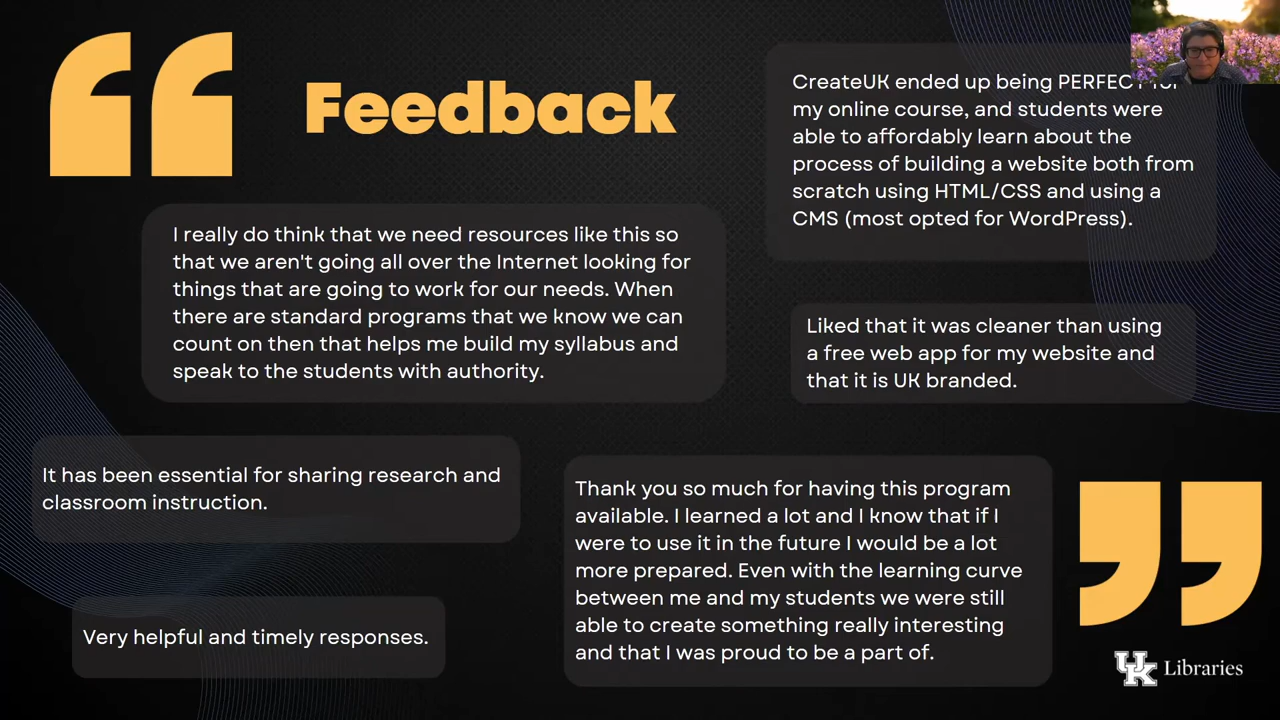 Feedback
CreateUK ended up being PERFECT for
my online course, and students were
able to affordably learn about the
process of building a website both from
scratch using HTML/CSS and using a
CMS (most opted for WordPress).
I really do think that we need resources like this so
that we aren't going all over the Internet looking for
things that are going to work for our needs. When
there are standard programs that we know we can
count on then that helps me build my syllabus and
speak to the students with authority.
Liked that it was cleaner than using
a free web app for my website and
that it is UK branded.
It has been essential for sharing research and
classroom instruction.
Thank you so much for having this program
available. I learned a lot and I know that if I
were to use it in the future I would be a lot
more prepared. Even with the learning curve
between me and my students we were still
able to create something really interesting
and that I was proud to be a part of.
Very helpful and timely responses.
UK Libraries